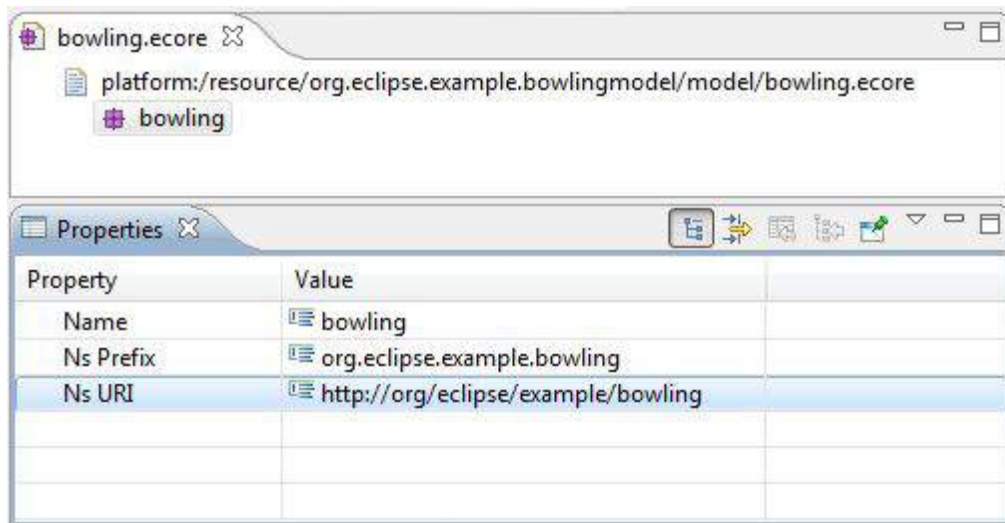 bowling.ecore
platform:/resource/org.eclipse.example.bowlingmodel/model/bowling.ecore
bowling
Properties
Property Value
Name bowling
Ns Prefix org.eclipse.example.bowling
Ns URI http://org/eclipse/example/bowling